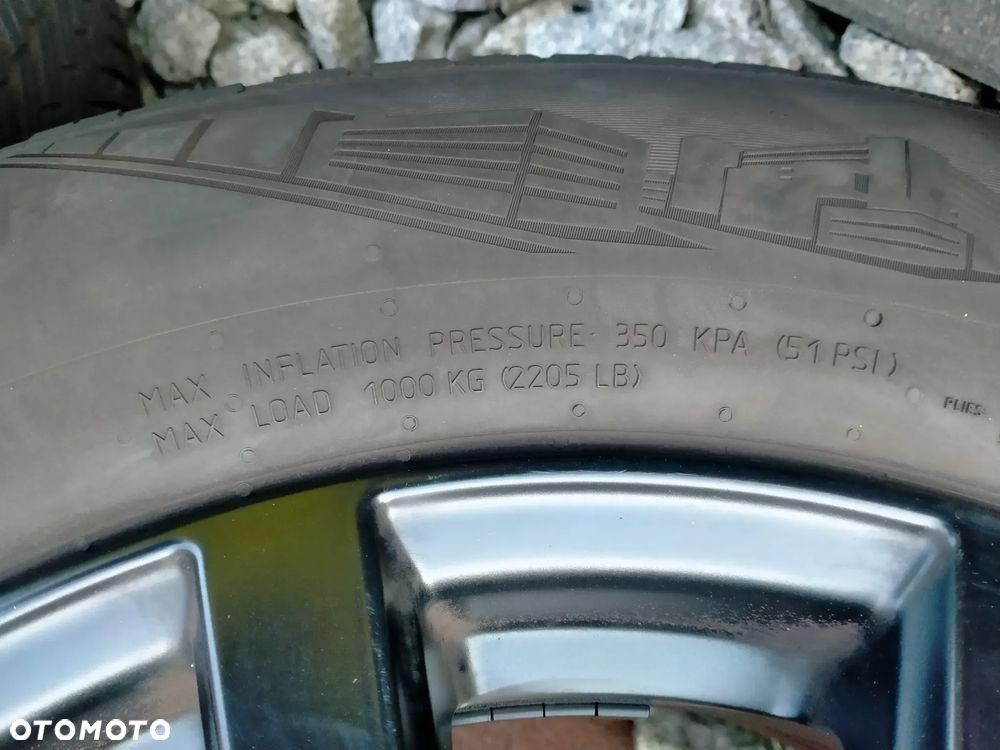 MAX INFLATION PRESSURE 350 KPA (51 PSI)
MAX LOAD 1000 KG (2205 LB)
PLIES
OTOMOTO